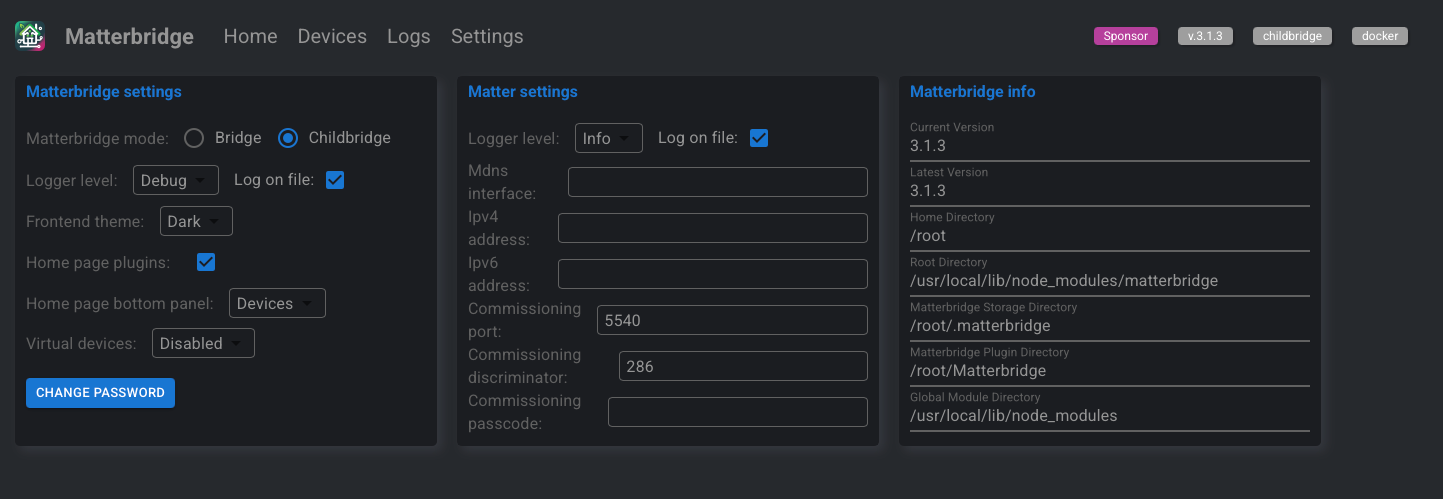 Matterbridge Home Devices Logs Settings Sponsor v.3.1.3 childbridge docker
Matterbridge settings
Matterbridge mode: Bridge Childbridge
Logger level: Debug Log on file:
Frontend theme: Dark
Home page plugins:
Home page bottom panel: Devices
Virtual devices: Disabled
CHANGE PASSWORD
Matter settings
Logger level: Info Log on file:
Mdns
interface:
Ipv4
address:
Ipv6
address:
Commissioning
port: 5540
Commissioning
discriminator: 286
Commissioning
passcode:
Matterbridge info
Current Version
3.1.3
Latest Version
3.1.3
Home Directory
/root
Root Directory
/usr/local/lib/node_modules/matterbridge
Matterbridge Storage Directory
/root/.matterbridge
Matterbridge Plugin Directory
/root/Matterbridge
Global Module Directory
/usr/local/lib/node_modules